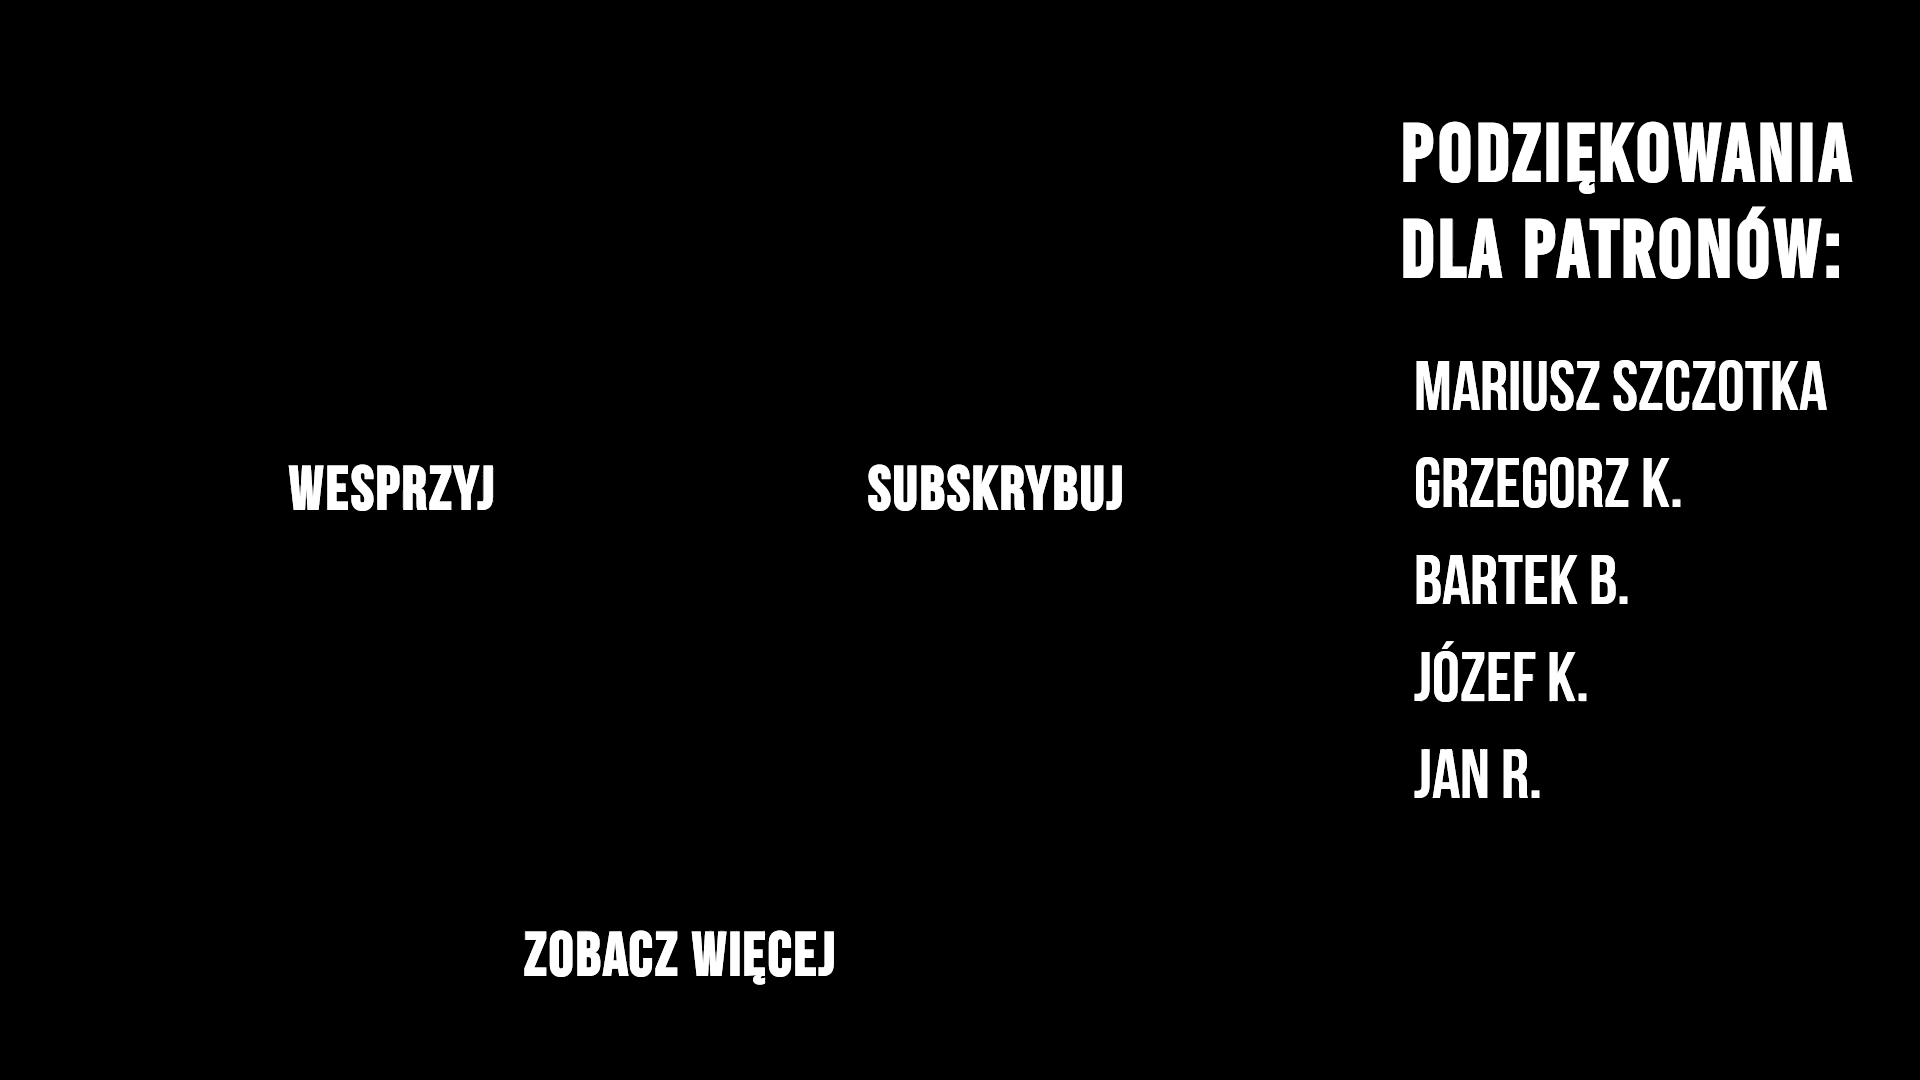 WESPRZYJ
SUBSKRYBUJ
ZOBACZ WIĘCEJ
PODZIĘKOWANIA
DLA PATRONÓW:
MARIUSZ SZCZOTKA
GRZEGORZ K.
BARTEK B.
JÓZEF K.
JAN R.